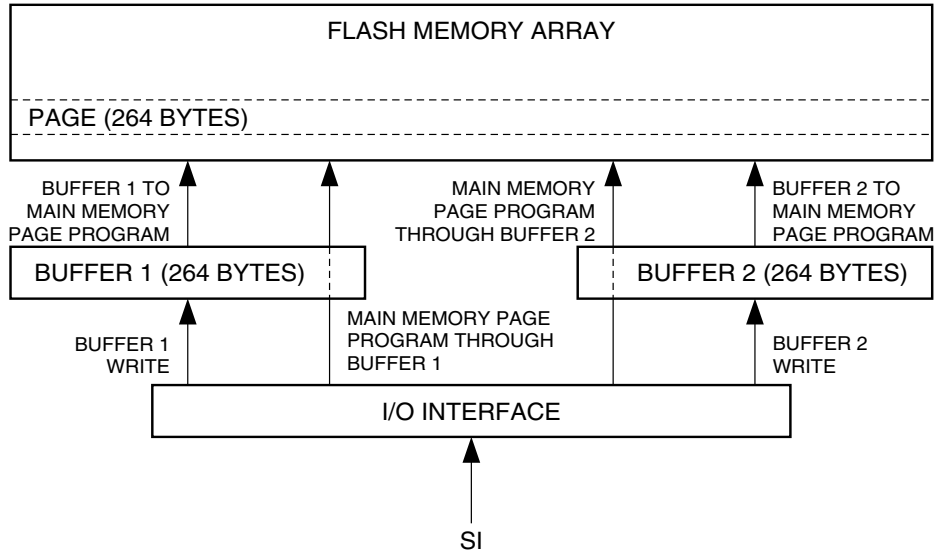 FLASH MEMORY ARRAY
PAGE (264 BYTES)
BUFFER 1 TO
MAIN MEMORY
PAGE PROGRAM
MAIN MEMORY
PAGE PROGRAM
THROUGH BUFFER 2
BUFFER 2 TO
MAIN MEMORY
PAGE PROGRAM
BUFFER 1 (264 BYTES)
BUFFER 2 (264 BYTES)
BUFFER 1
WRITE
MAIN MEMORY PAGE
PROGRAM THROUGH
BUFFER 1
BUFFER 2
WRITE
I/O INTERFACE
SI